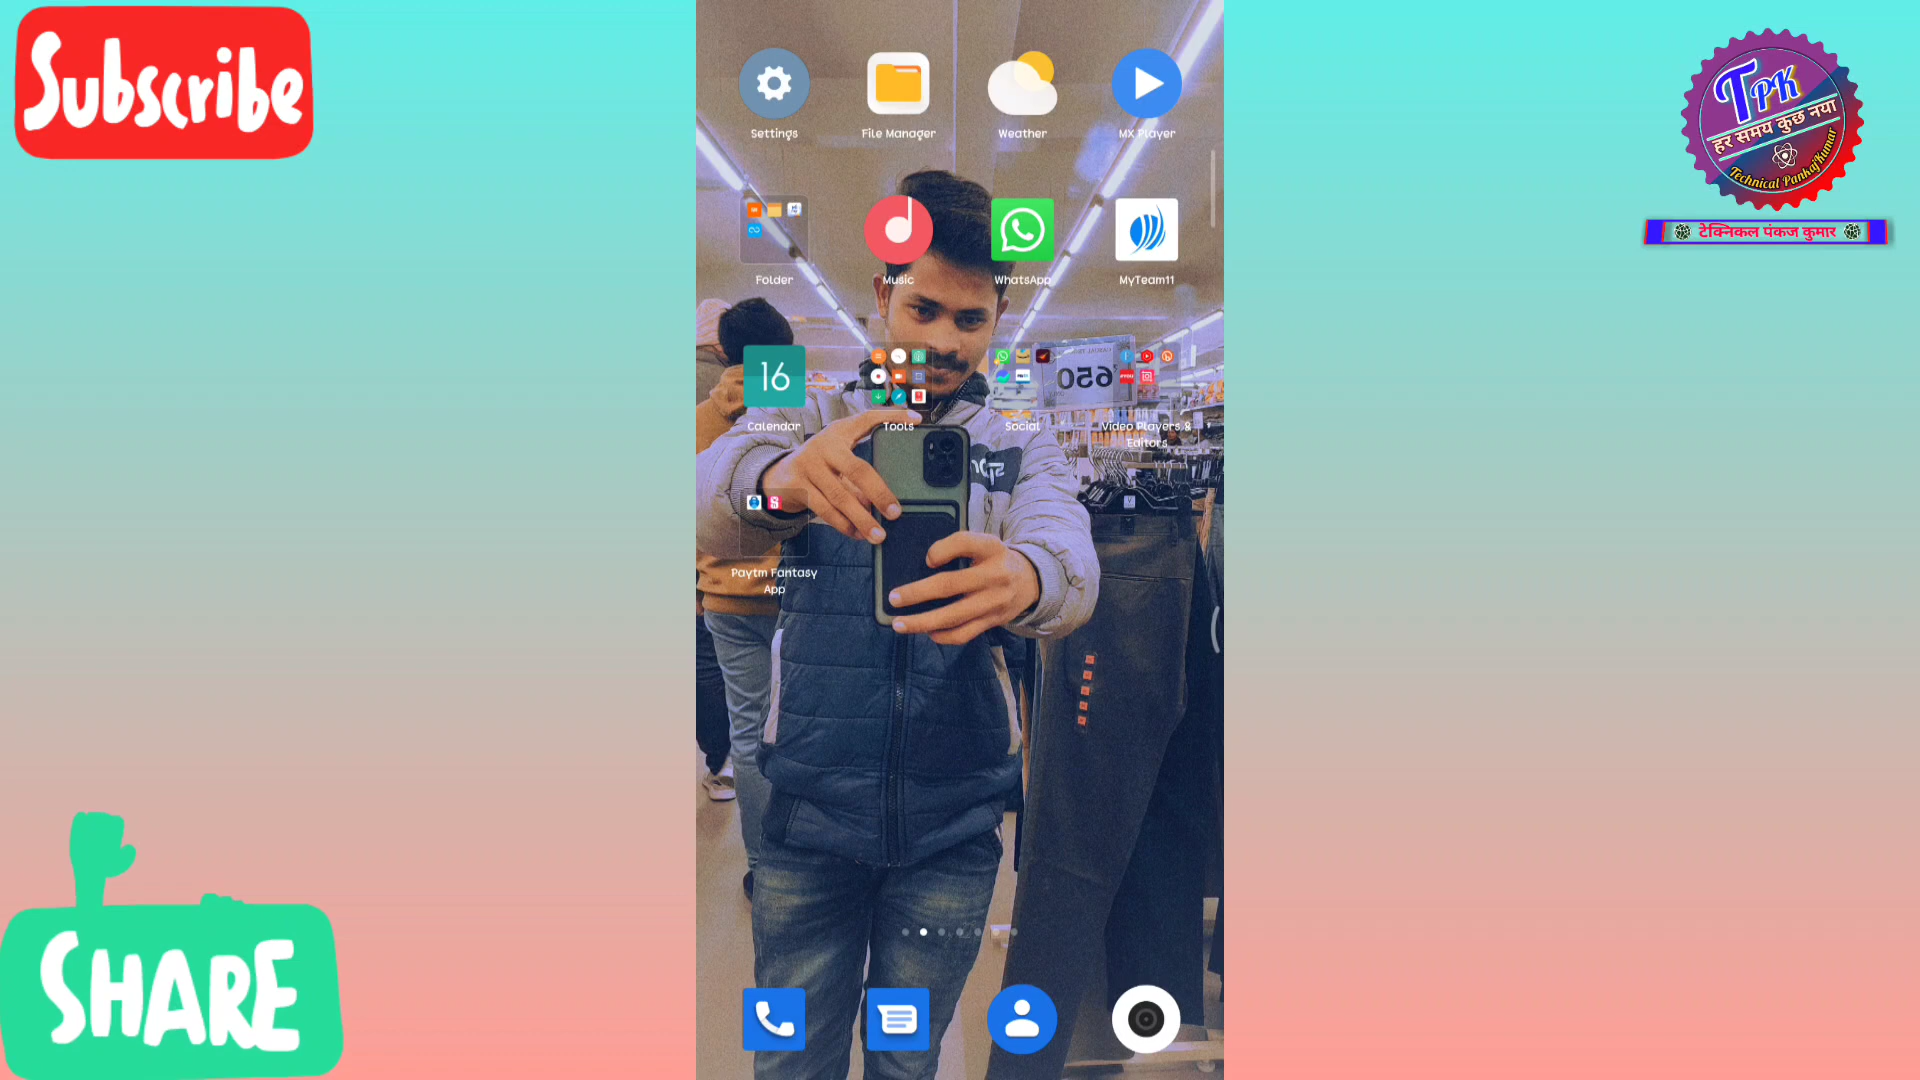 Subscribe
TPK
हर समय कुछ नया
Technical PankajKumar
टेक्निकल पंकज कुमार
Settings
File Manager
Weather
MX Player
Folder
Music
WhatsApp
MyTeam11
16
650
Calendar
Tools
Social
Video Players &
Editors
Paytm Fantasy
App
SHARE